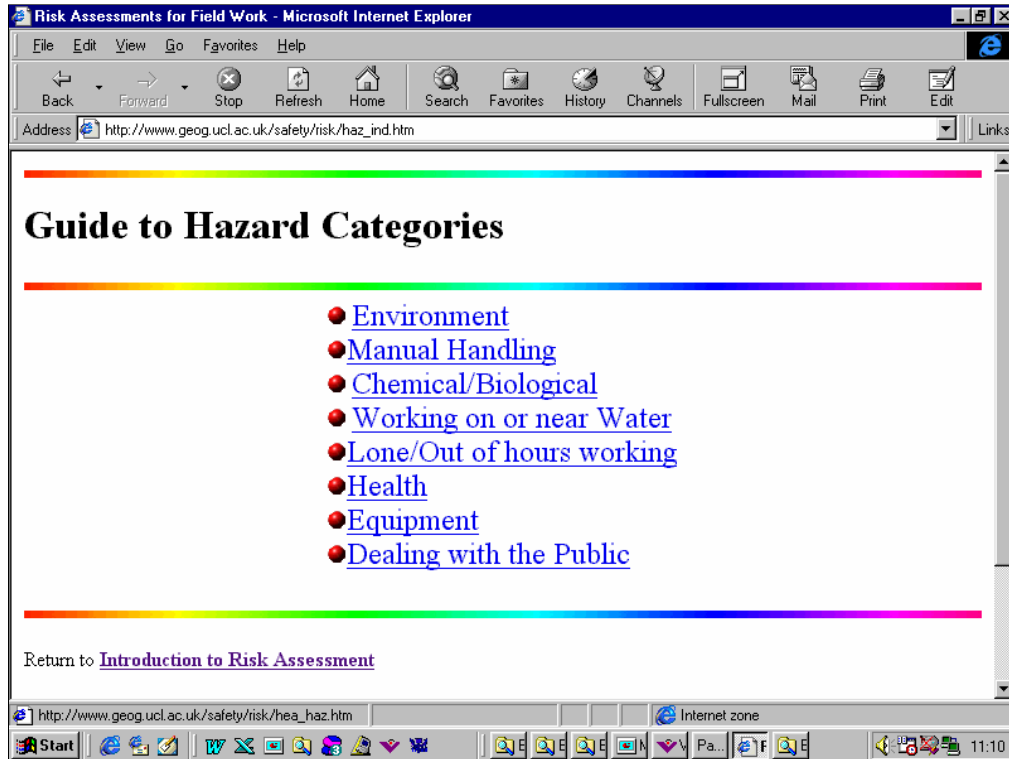 Risk Assessments for Field Work - Microsoft Internet Explorer
File Edit View Go Favorites Help
Back Forward Stop Refresh Home Search Favorites History Channels Fullscreen Mail Print Edit
Address http://www.geog.ucl.ac.uk/safety/risk/haz_ind.htm Links
Guide to Hazard Categories
Environment
Manual Handling
Chemical/Biological
Working on or near Water
Lone/Out of hours working
Health
Equipment
Dealing with the Public
Return to Introduction to Risk Assessment
http://www.geog.ucl.ac.uk/safety/risk/hea_haz.htm Internet zone
Start E E E Pa... E 11:10